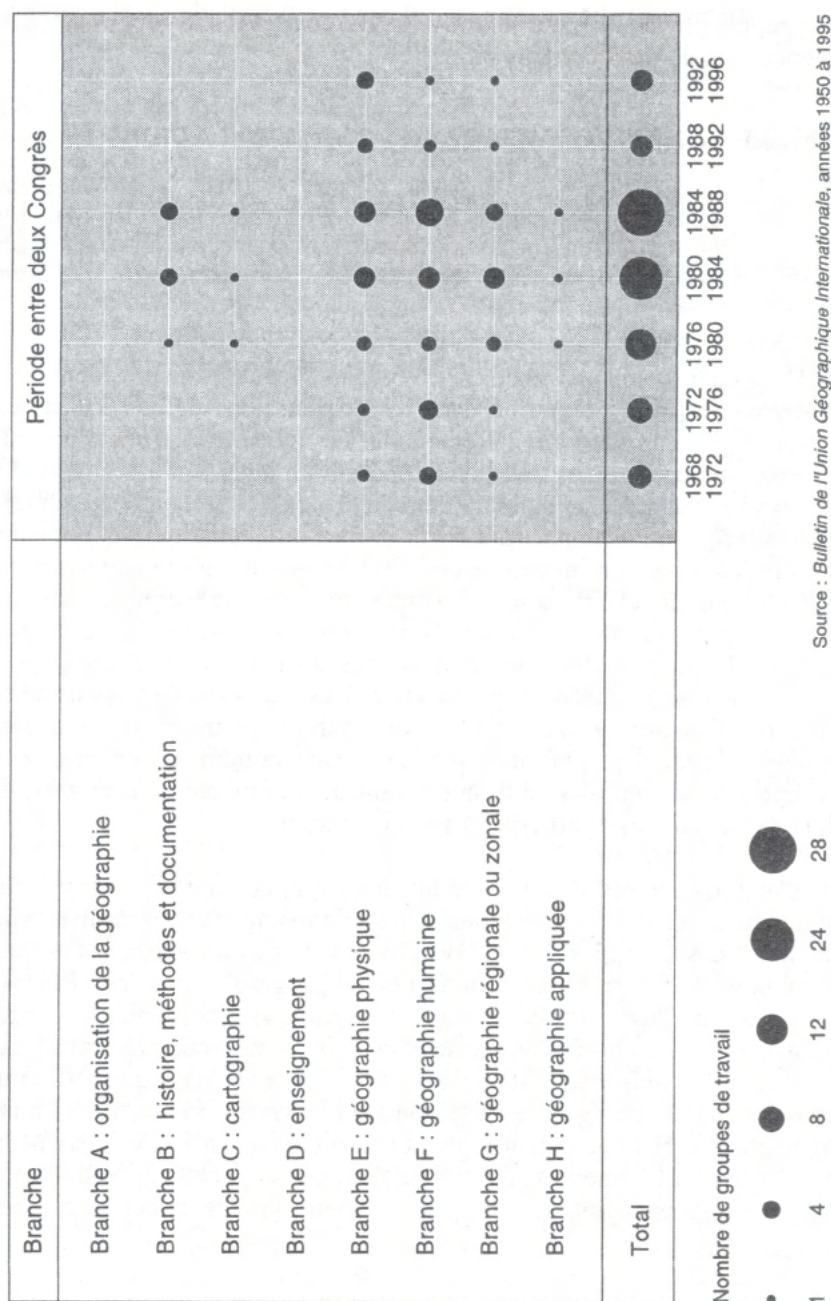 Branche
Période entre deux Congrès
Branche A : organisation de la géographie
Branche B : histoire, méthodes et documentation
Branche C : cartographie
Branche D : enseignement
Branche E : géographie physique
Branche F : géographie humaine
Branche G : géographie régionale ou zonale
Branche H : géographie appliquée
Total
1968 1972 1976 1980 1984 1988 1992
1972 1976 1980 1984 1988 1992 1996
Nombre de groupes de travail
1 4 8 12 24 28
Source : Bulletin de l'Union Géographique Internationale, années 1950 à 1995